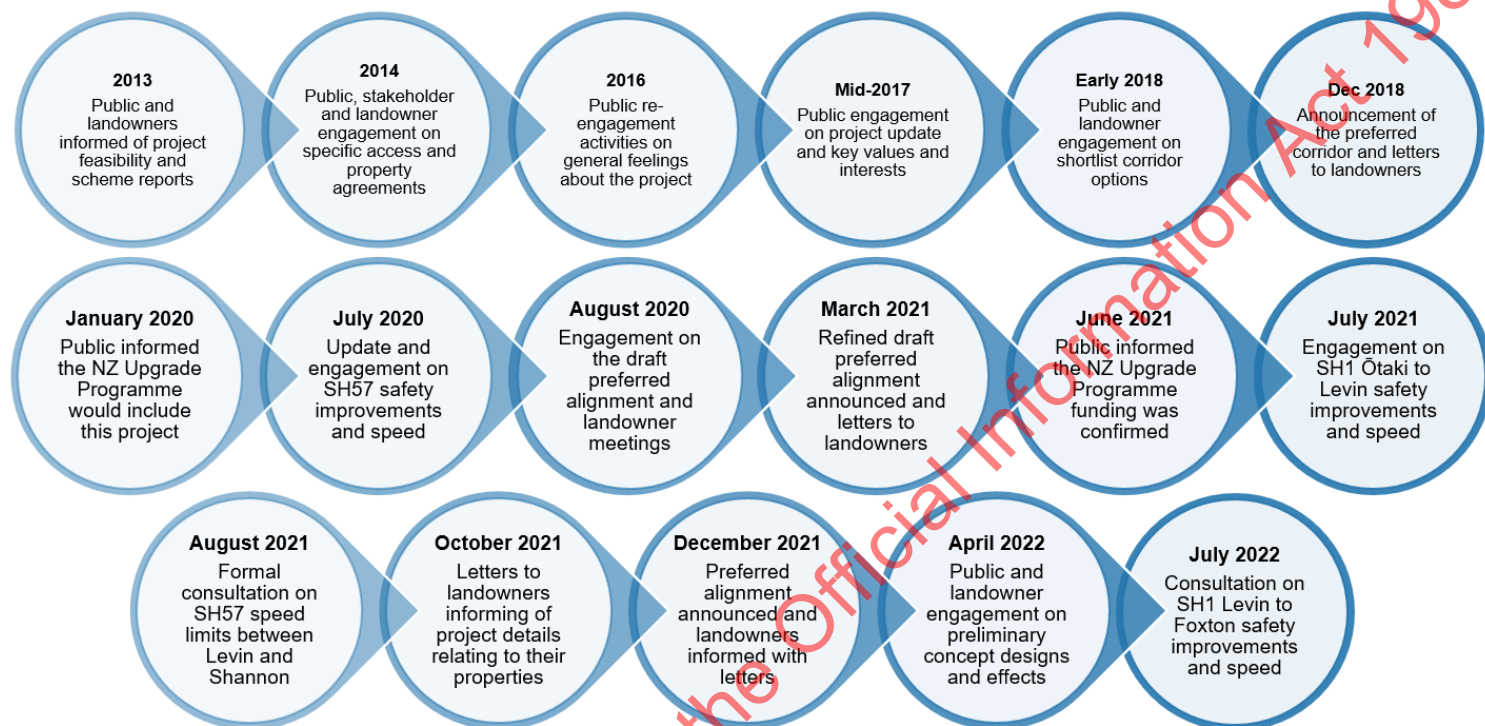 2013
Public and
landowners
informed of project
feasibility and
scheme reports
2014
Public, stakeholder
and landowner
engagement on
specific access and
property
agreements
2016
Public re-
engagement
activities on
general feelings
about the project
Mid-2017
Public engagement
on project update
and key values and
interests
Early 2018
Public and
landowner
engagement on
shortlist corridor
options
Dec 2018
Announcement of
the preferred
corridor and letters
to landowners
January 2020
Public informed
the NZ Upgrade
Programme
would include
this project
July 2020
Update and
engagement on
SH57 safety
improvements
and speed
August 2020
Engagement on
the draft
preferred
alignment and
landowner
meetings
March 2021
Refined draft
preferred
alignment
announced and
letters to
landowners
June 2021
Public informed
the NZ Upgrade
Programme
funding was
confirmed
July 2021
Engagement on
SH1 Ōtaki to
Levin safety
improvements
and speed
August 2021
Formal
consultation on
SH57 speed
limits between
Levin and
Shannon
October 2021
Letters to
landowners
informing of
project details
relating to their
properties
December 2021
Preferred
alignment
announced and
landowners
informed with
letters
April 2022
Public and
landowner
engagement on
preliminary
concept designs
and effects
July 2022
Consultation on
SH1 Levin to
Foxton safety
improvements
and speed
the Official Information Act